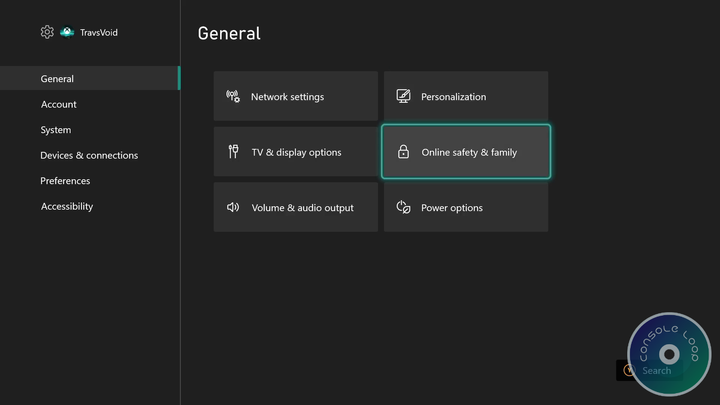 TravsVoid
General
General
Account
System
Devices & connections
Preferences
Accessibility
Network settings
Personalization
TV & display options
Online safety & family
Volume & audio output
Power options
CONSOLE LOOP
Y Search